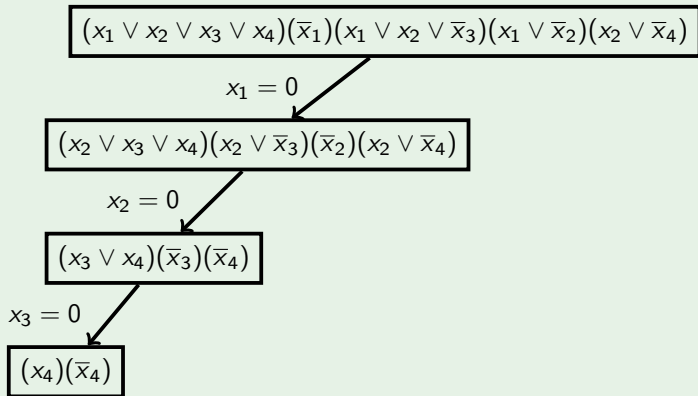 (x₁ ∨ x₂ ∨ x₃ ∨ x₄)(x̅₁)(x₁ ∨ x₂ ∨ x̅₃)(x₁ ∨ x̅₂)(x₂ ∨ x̅₄)
x₁ = 0
(x₂ ∨ x₃ ∨ x₄)(x₂ ∨ x̅₃)(x̅₂)(x₂ ∨ x̅₄)
x₂ = 0
(x₃ ∨ x₄)(x̅₃)(x̅₄)
x₃ = 0
(x₄)(x̅₄)